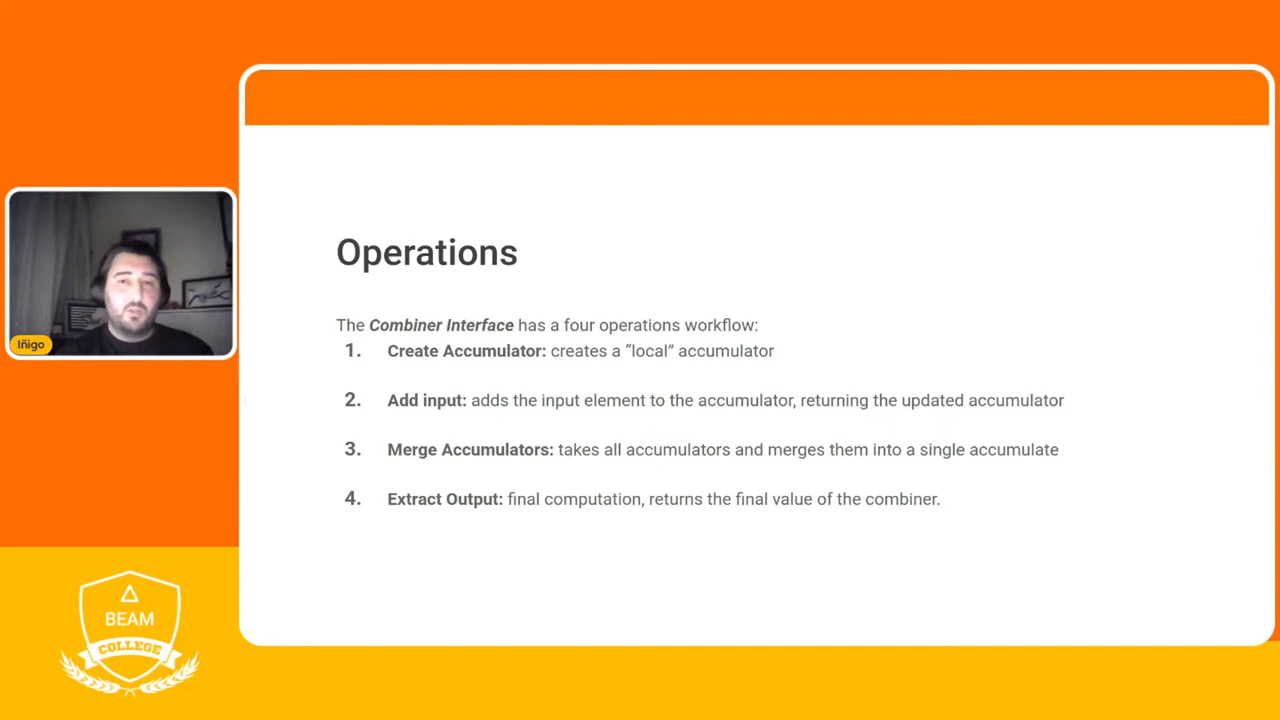 Operations
The Combiner Interface has a four operations workflow:
1. Create Accumulator: creates a “local” accumulator
2. Add input: adds the input element to the accumulator, returning the updated accumulator
3. Merge Accumulators: takes all accumulators and merges them into a single accumulate
4. Extract Output: final computation, returns the final value of the combiner.
Iñigo
BEAM
COLLEGE